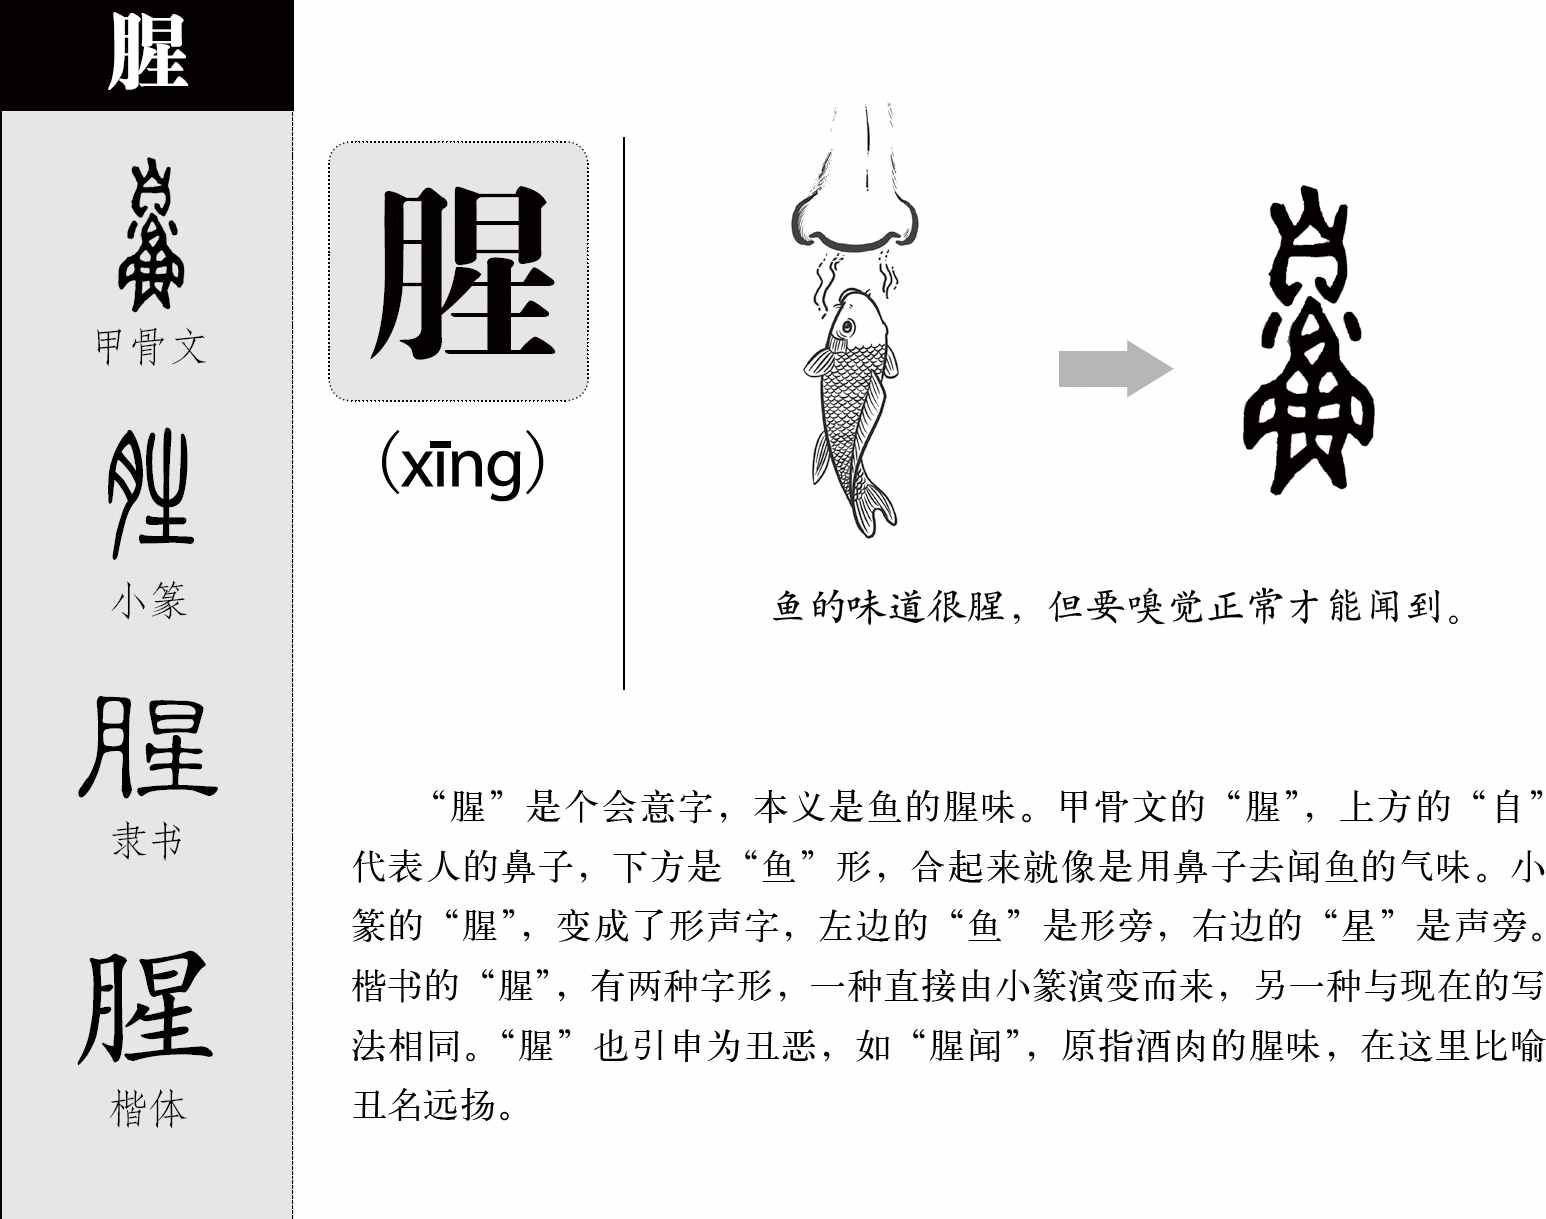 腥
甲骨文
小篆
隶书
楷体
腥
（xīng）
鱼的味道很腥，但要嗅觉正常才能闻到。
“腥”是个会意字，本义是鱼的腥味。甲骨文的“腥”，上方的“自”
代表人的鼻子，下方是“鱼”形，合起来就像是用鼻子去闻鱼的气味。小
篆的“腥”，变成了形声字，左边的“鱼”是形旁，右边的“星”是声旁。
楷书的“腥”，有两种字形，一种直接由小篆演变而来，另一种与现在的写
法相同。“腥”也引申为丑恶，如“腥闻”，原指酒肉的腥味，在这里比喻
丑名远扬。